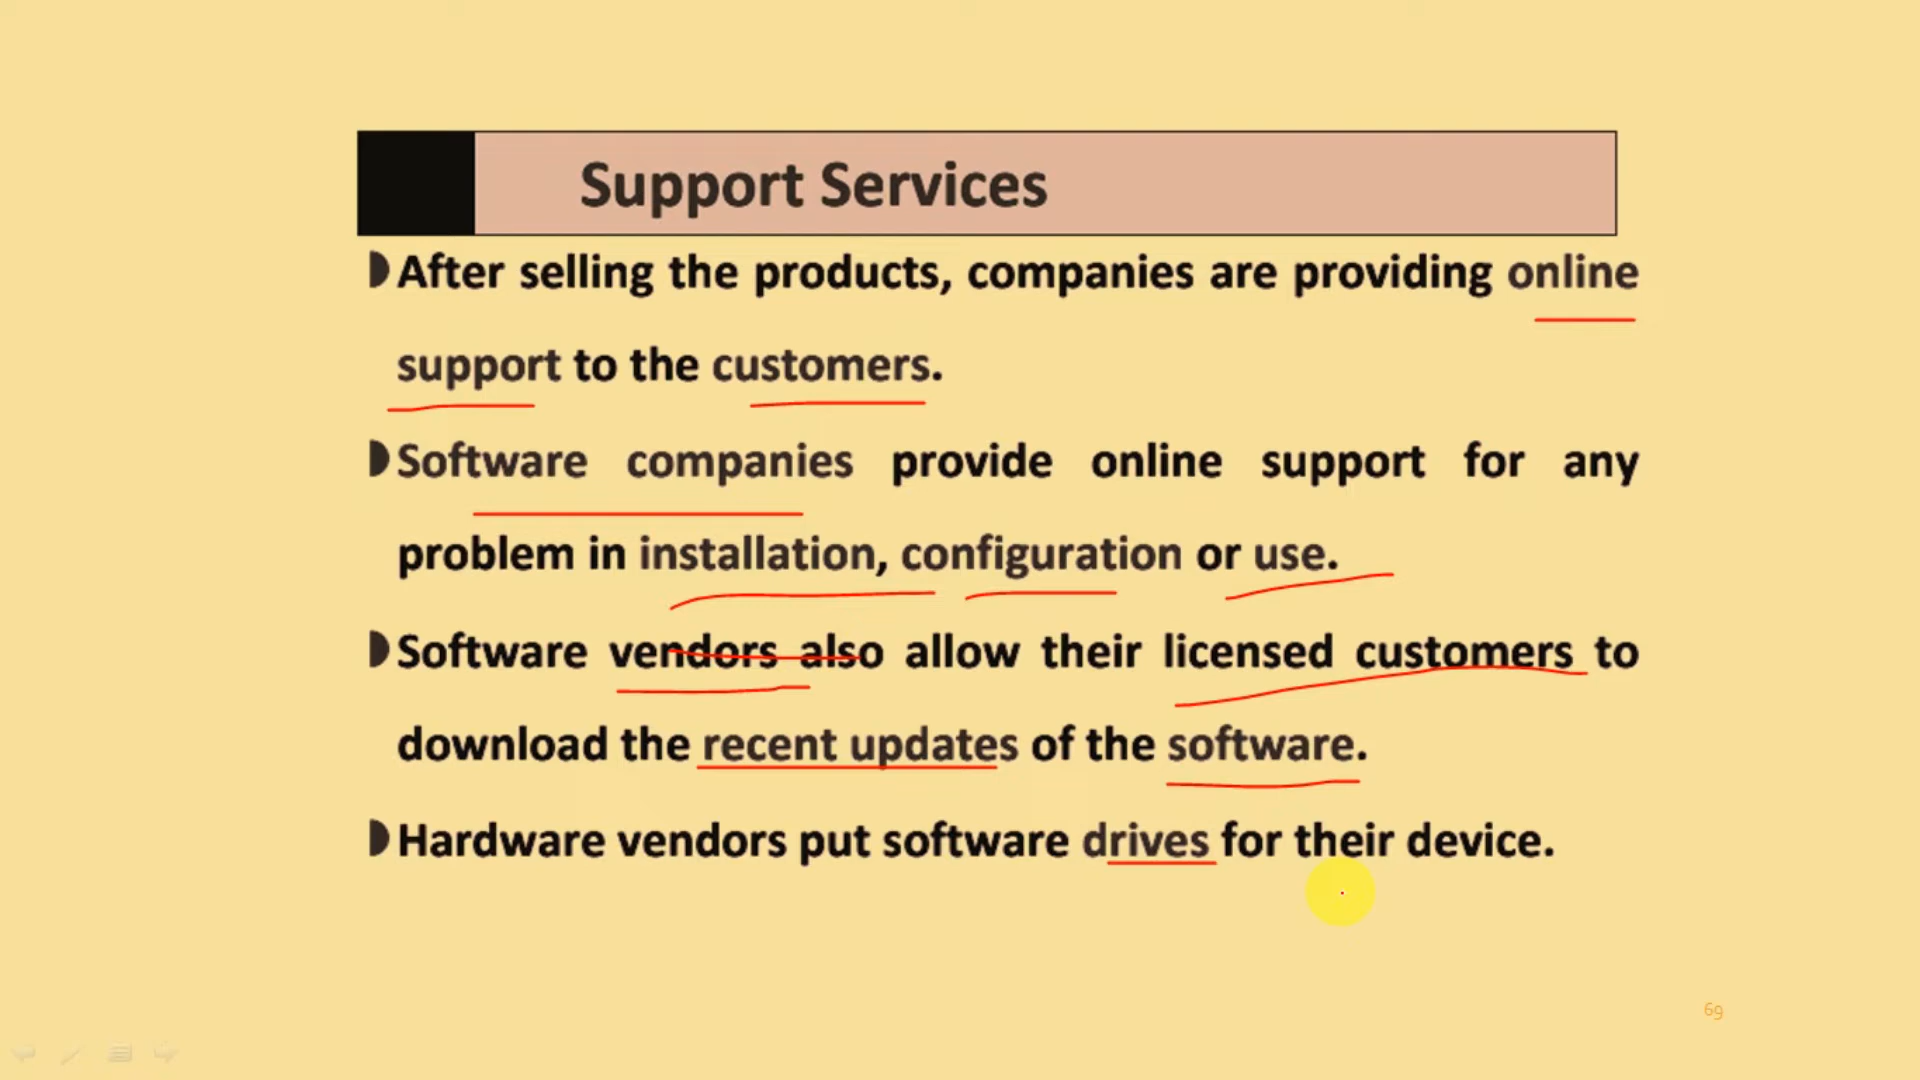 Support Services
After selling the products, companies are providing online
support to the customers.
Software companies provide online support for any
problem in installation, configuration or use.
Software vendors also allow their licensed customers to
download the recent updates of the software.
Hardware vendors put software drives for their device.
69